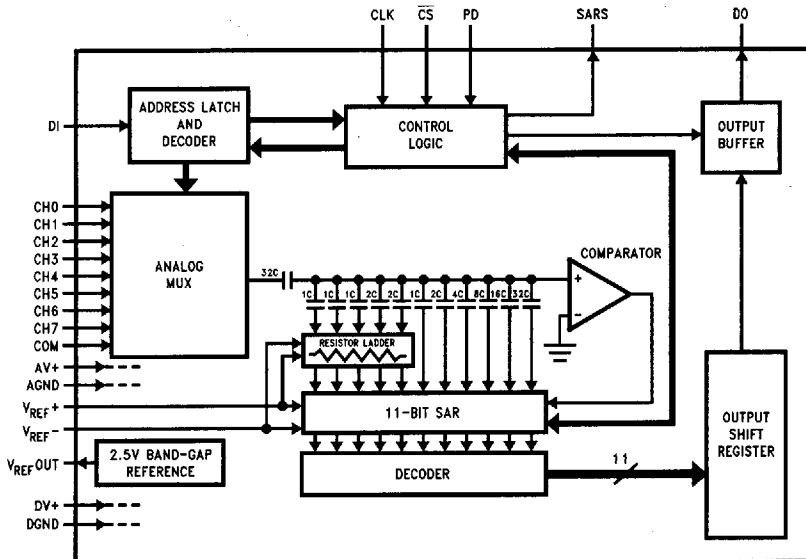 CLK CS PD SARS DO
DI
ADDRESS LATCH
AND
DECODER
CONTROL
LOGIC
OUTPUT
BUFFER
CH0
CH1
CH2
CH3
CH4
CH5
CH6
CH7
COM
AV+
AGND
VREF+
VREF-
VREFOUT
DV+
DGND
ANALOG
MUX
32C
1C 1C 1C 2C 2C 1C 2C 4C 8C 16C 32C
COMPARATOR
+
-
RESISTOR LADDER
11-BIT SAR
2.5V BAND-GAP
REFERENCE
DECODER
11
OUTPUT
SHIFT
REGISTER